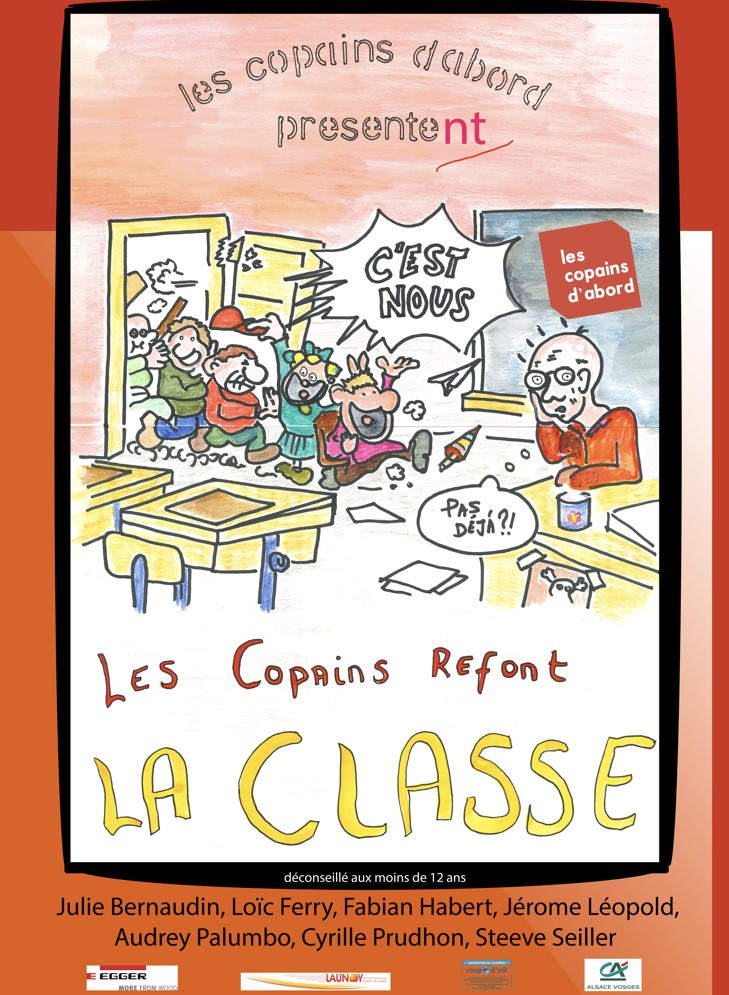 les copains d'abord
presentent
C'EST
NOUS
les
copains
d'abord
PAS
DÉJÀ?!
LES COPAINS REFONT
LA CLASSE
déconseillé aux moins de 12 ans
Julie Bernaudin, Loïc Ferry, Fabian Habert, Jérome Léopold,
Audrey Palumbo, Cyrille Prudhon, Steeve Seiller
E EGGER
MORE FROM WOOD
LAUNOY
coup d'œil
CA
ALSACE VOSGES